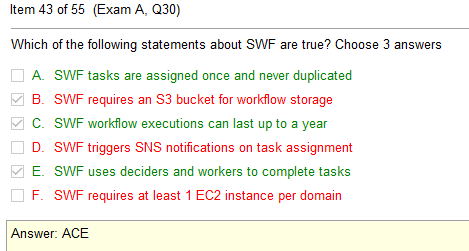 Item 43 of 55 (Exam A, Q30)
Which of the following statements about SWF are true? Choose 3 answers
A. SWF tasks are assigned once and never duplicated
B. SWF requires an S3 bucket for workflow storage
C. SWF workflow executions can last up to a year
D. SWF triggers SNS notifications on task assignment
E. SWF uses deciders and workers to complete tasks
F. SWF requires at least 1 EC2 instance per domain
Answer: ACE